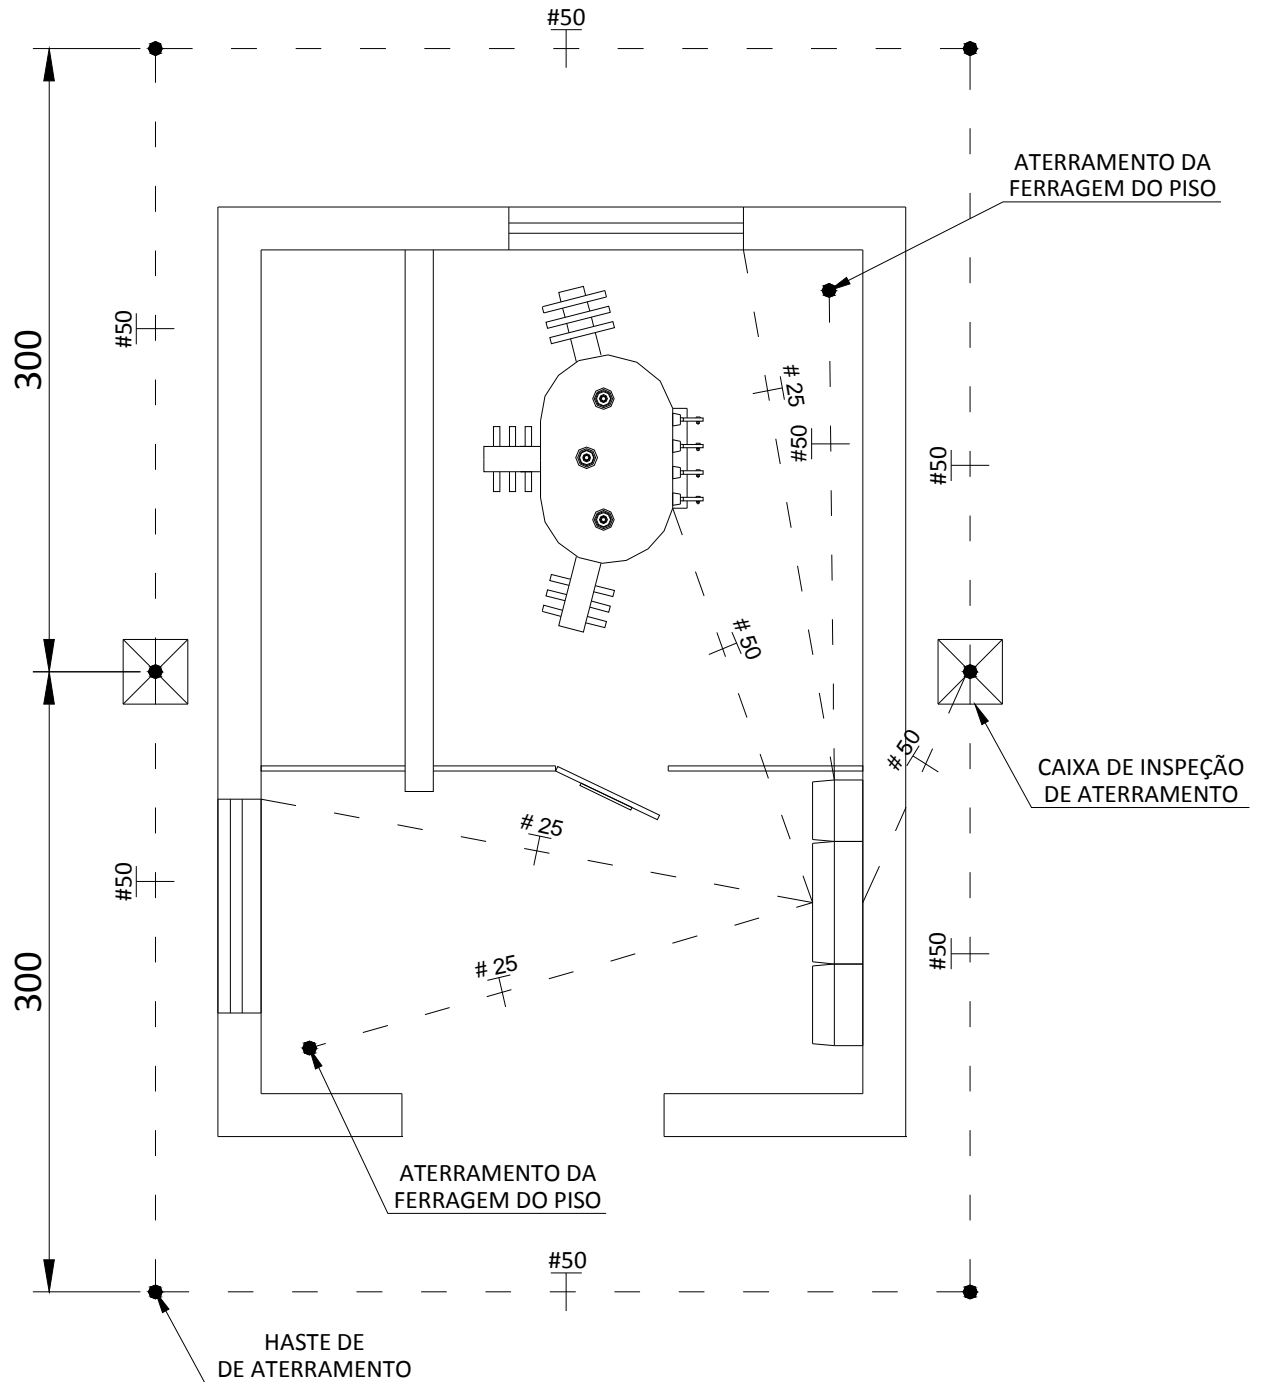 #50
ATERRAMENTO DA
FERRAGEM DO PISO
#50
300
# 25
#50
#50
# 50
# 50
CAIXA DE INSPEÇÃO
DE ATERRAMENTO
# 25
#50
#50
# 25
300
ATERRAMENTO DA
FERRAGEM DO PISO
#50
HASTE DE
DE ATERRAMENTO